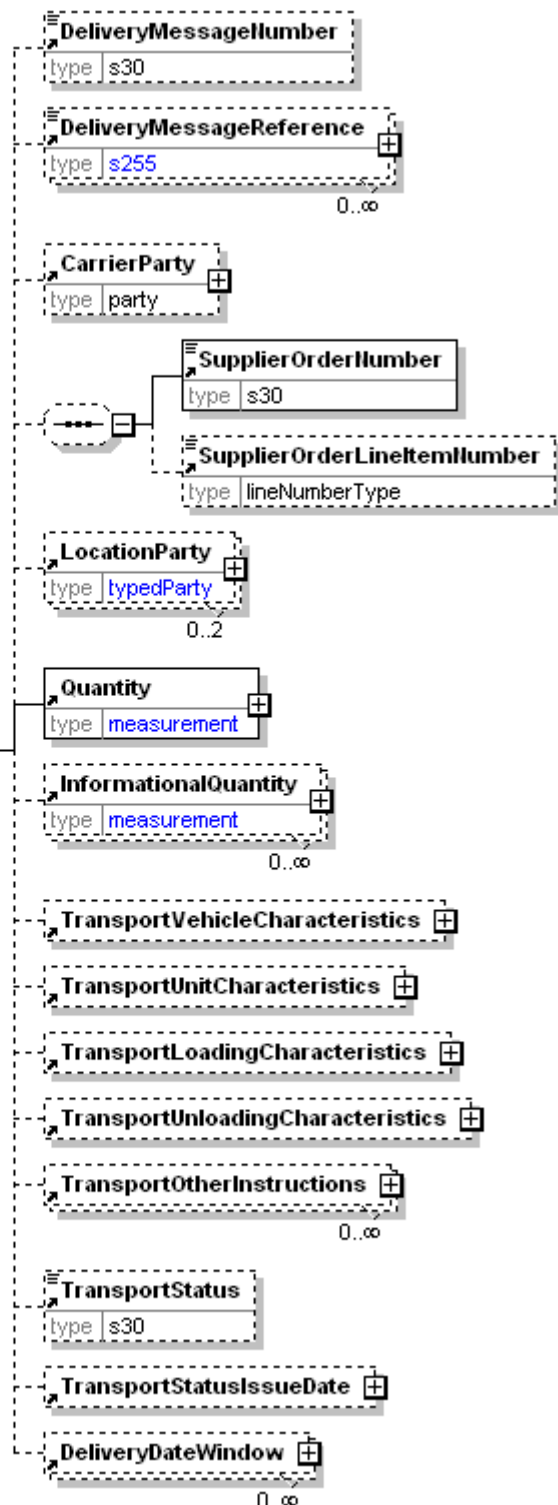 DeliveryMessageNumber
type s30
DeliveryMessageReference
type s255
0..∞
CarrierParty
type party
SupplierOrderNumber
type s30
SupplierOrderLineItemNumber
type lineNumberType
LocationParty
type typedParty
0..2
Quantity
type measurement
InformationalQuantity
type measurement
0..∞
TransportVehicleCharacteristics
TransportUnitCharacteristics
TransportLoadingCharacteristics
TransportUnloadingCharacteristics
TransportOtherInstructions
0..∞
TransportStatus
type s30
TransportStatusIssueDate
DeliveryDateWindow
0..∞